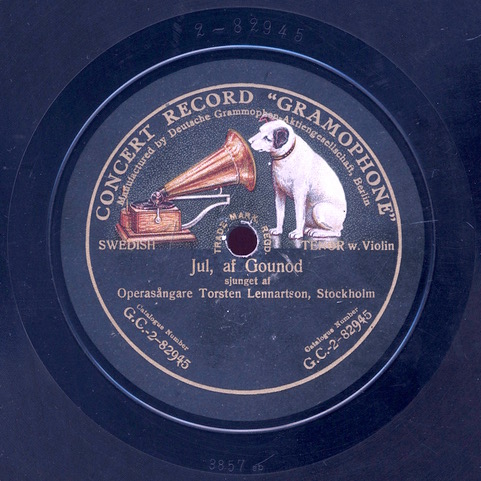 2-82945
CONCERT RECORD "GRAMOPHONE"
Manufactured by Deutsche Grammophon-Aktiengesellschaft, Berlin
TRADE MARK REGD.
SWEDISH
TENOR w. Violin
Jul, af Gounod
sjunget af
Operasångare Torsten Lennartson, Stockholm
Catalogue Number
G.C.-2-82945
Catalogue Number
G.C.-2-82945
3857